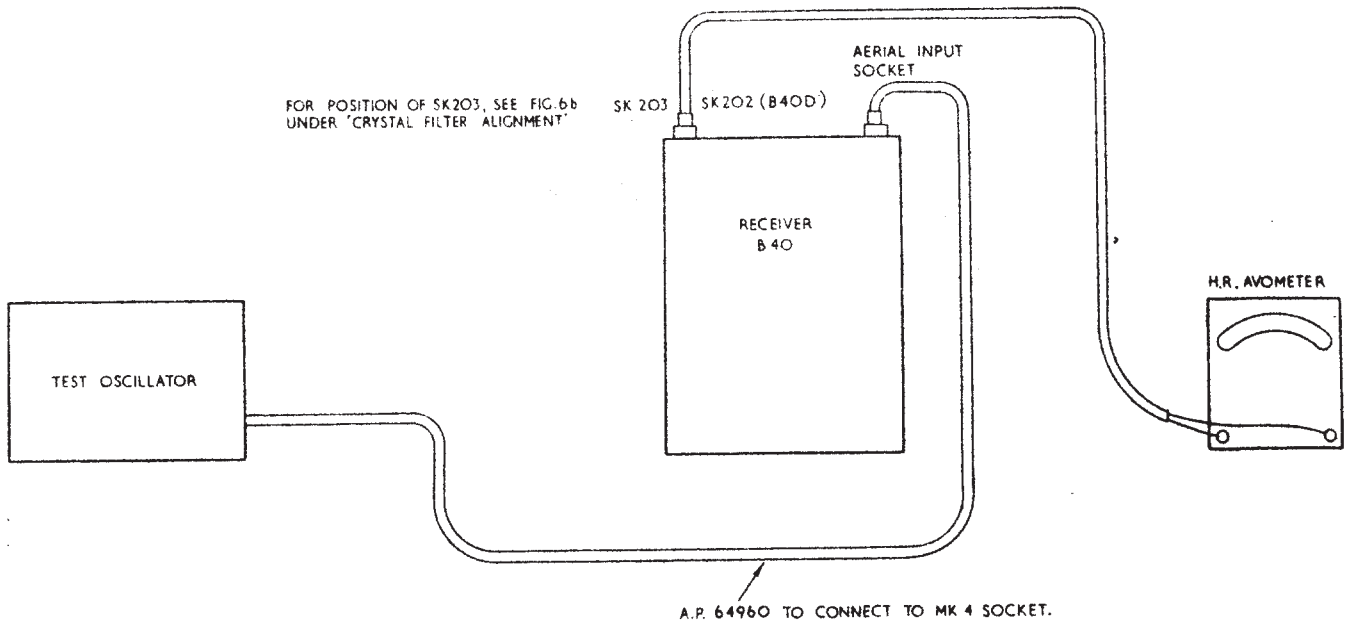 AERIAL INPUT
SOCKET
FOR POSITION OF SK203, SEE FIG.6b
UNDER 'CRYSTAL FILTER ALIGNMENT'
SK 203
SK202 (B40D)
RECEIVER
B 40
H.R. AVOMETER
TEST OSCILLATOR
A.P. 64960 TO CONNECT TO MK 4 SOCKET.